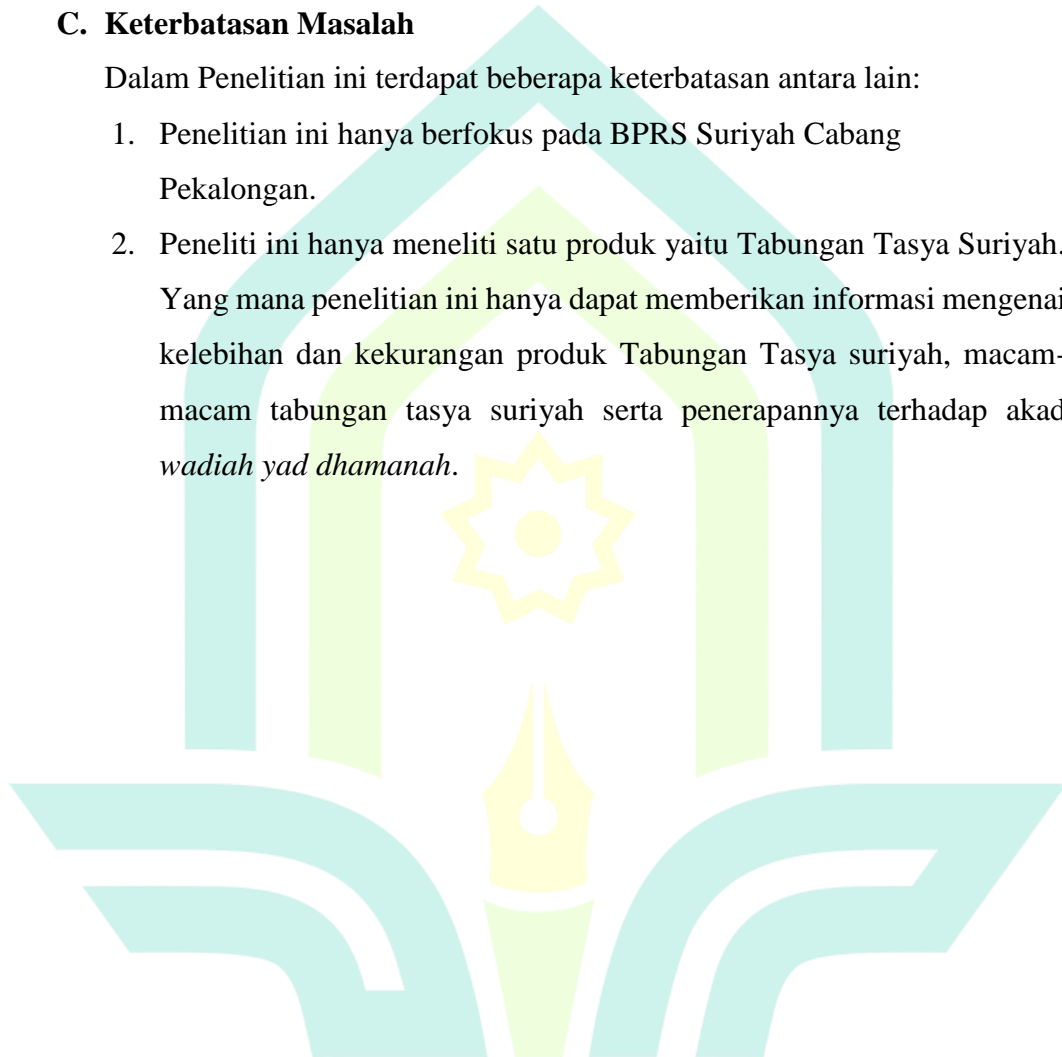 C. Keterbatasan Masalah
Dalam Penelitian ini terdapat beberapa keterbatasan antara lain:
1. Penelitian ini hanya berfokus pada BPRS Suriyah Cabang
Pekalongan.
2. Peneliti ini hanya meneliti satu produk yaitu Tabungan Tasya Suriyah.
Yang mana penelitian ini hanya dapat memberikan informasi mengenai
kelebihan dan kekurangan produk Tabungan Tasya suriyah, macam-
macam tabungan tasya suriyah serta penerapannya terhadap akad
wadiah yad dhamanah.